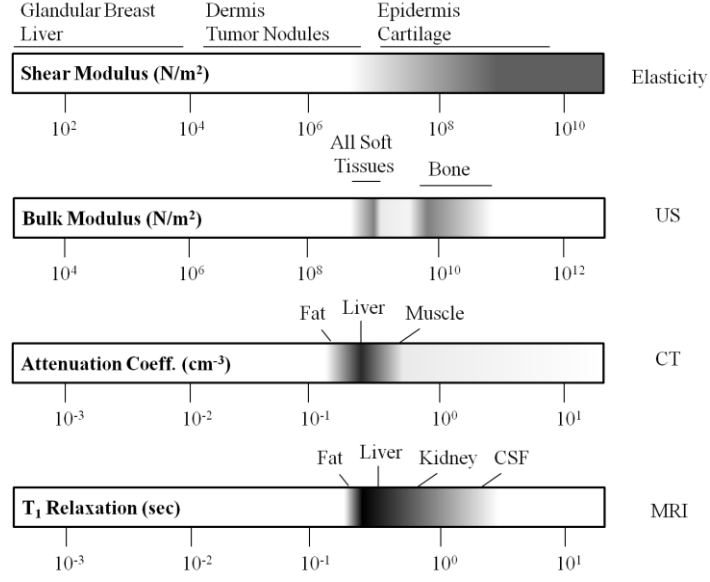 Glandular Breast Dermis Epidermis
Liver Tumor Nodules Cartilage
Shear Modulus (N/m²) Elasticity
10² 10⁴ 10⁶ 10⁸ 10¹⁰
All Soft
Tissues Bone
Bulk Modulus (N/m²) US
10⁴ 10⁶ 10⁸ 10¹⁰ 10¹²
Fat Liver Muscle
Attenuation Coeff. (cm⁻³) CT
10⁻³ 10⁻² 10⁻¹ 10⁰ 10¹
Fat Liver Kidney CSF
T₁ Relaxation (sec) MRI
10⁻³ 10⁻² 10⁻¹ 10⁰ 10¹